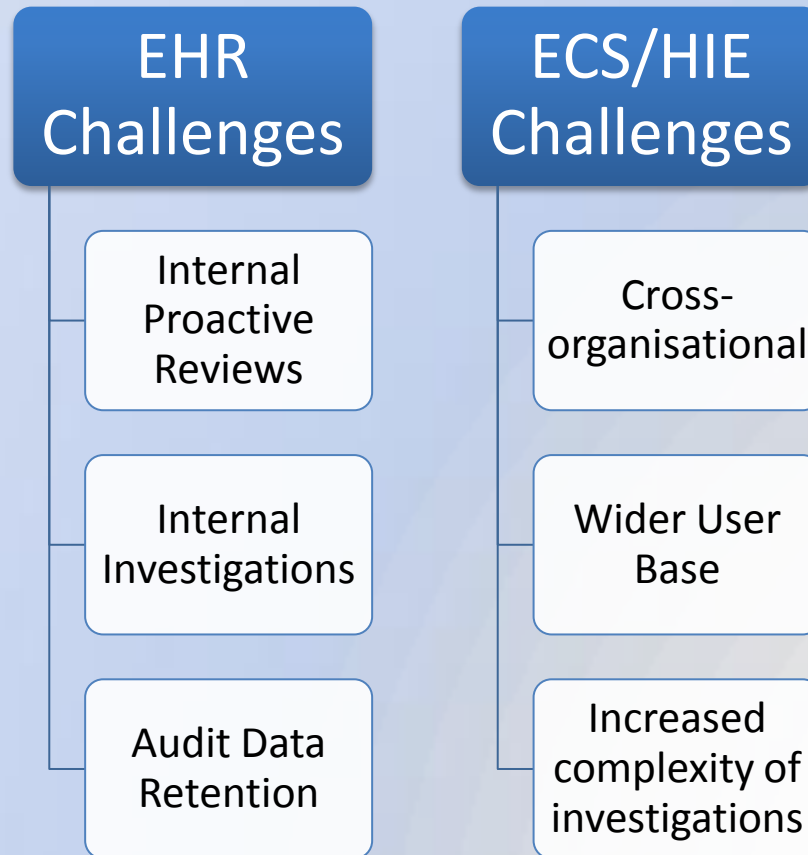 EHR
Challenges
Internal
Proactive
Reviews
Internal
Investigations
Audit Data
Retention
ECS/HIE
Challenges
Cross-
organisational
Wider User
Base
Increased
complexity of
investigations